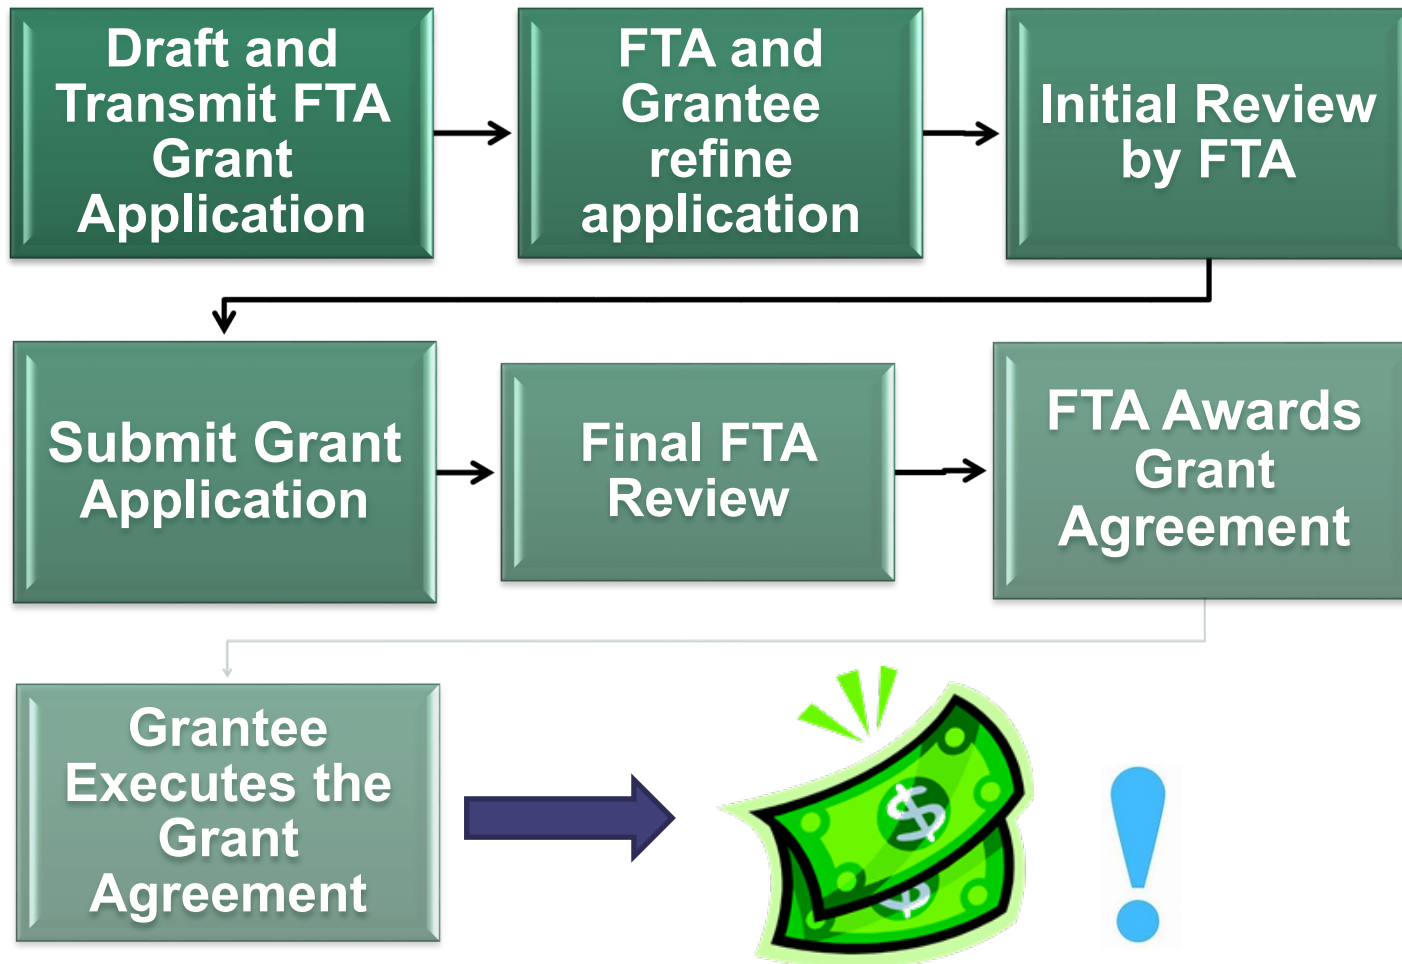 Draft and
Transmit FTA
Grant
Application
FTA and
Grantee
refine
application
Initial Review
by FTA
Submit Grant
Application
Final FTA
Review
FTA Awards
Grant
Agreement
Grantee
Executes the
Grant
Agreement
$
$
!